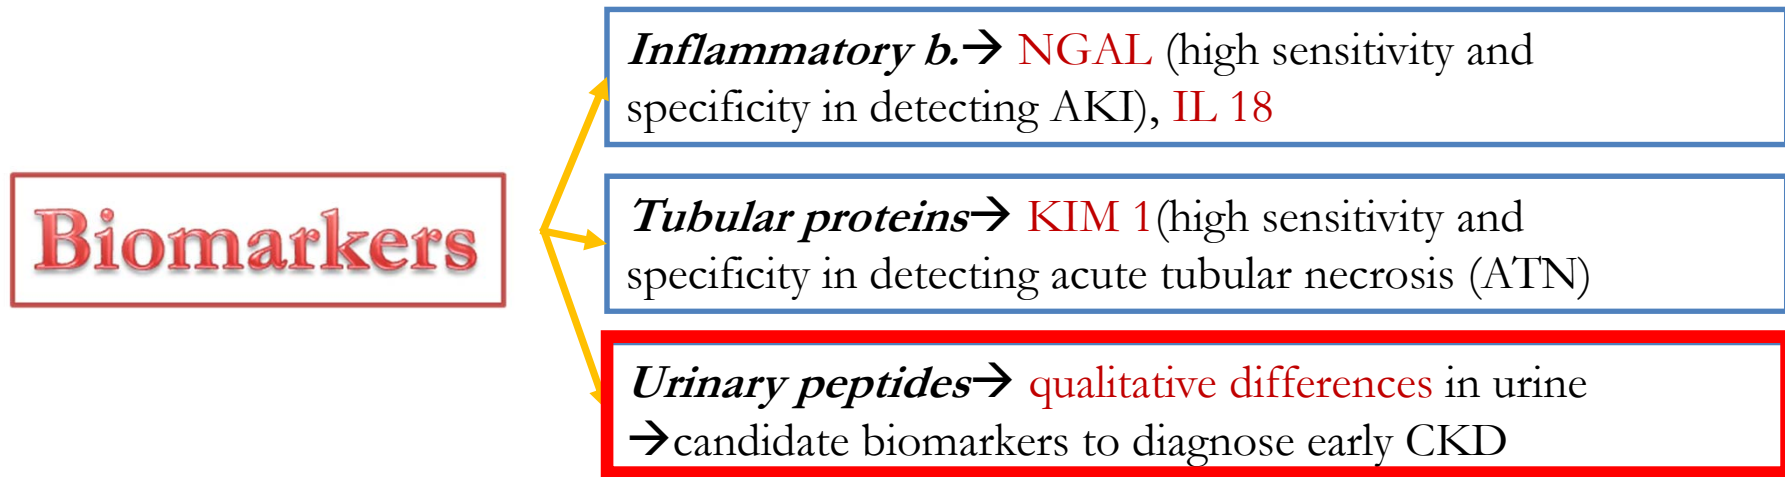 Biomarkers
Inflammatory b.→ NGAL (high sensitivity and
specificity in detecting AKI), IL 18
Tubular proteins→ KIM 1(high sensitivity and
specificity in detecting acute tubular necrosis (ATN)
Urinary peptides→ qualitative differences in urine
→candidate biomarkers to diagnose early CKD